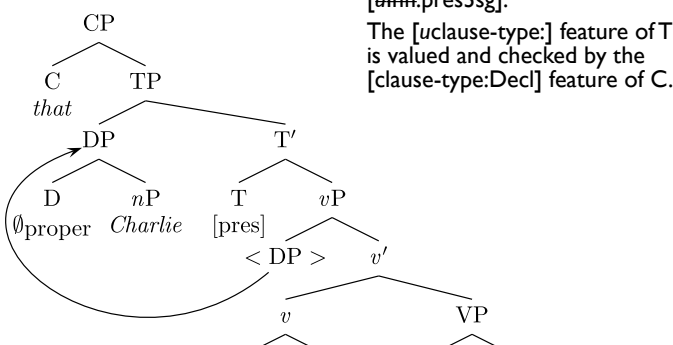 [uinfl:pres3sg].
CP
The [uclause-type:] feature of T
is valued and checked by the
[clause-type:Decl] feature of C.
C TP
that
DP T′
D nP T vP
∅proper Charlie [pres]
< DP > v′
v VP